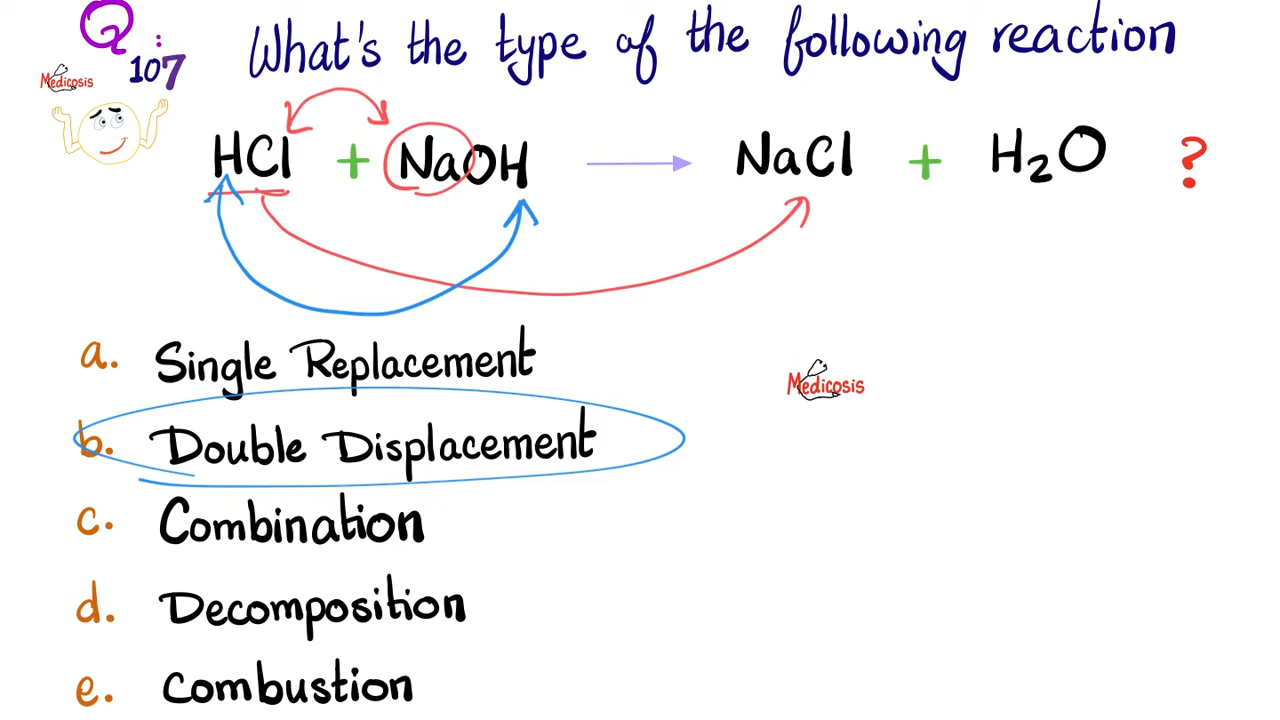 Q:
107
What's the type of the following reaction
Medicosis
HCl + NaOH → NaCl + H₂O ?
a. Single Replacement
Medicosis
b. Double Displacement
c. Combination
d. Decomposition
e. Combustion